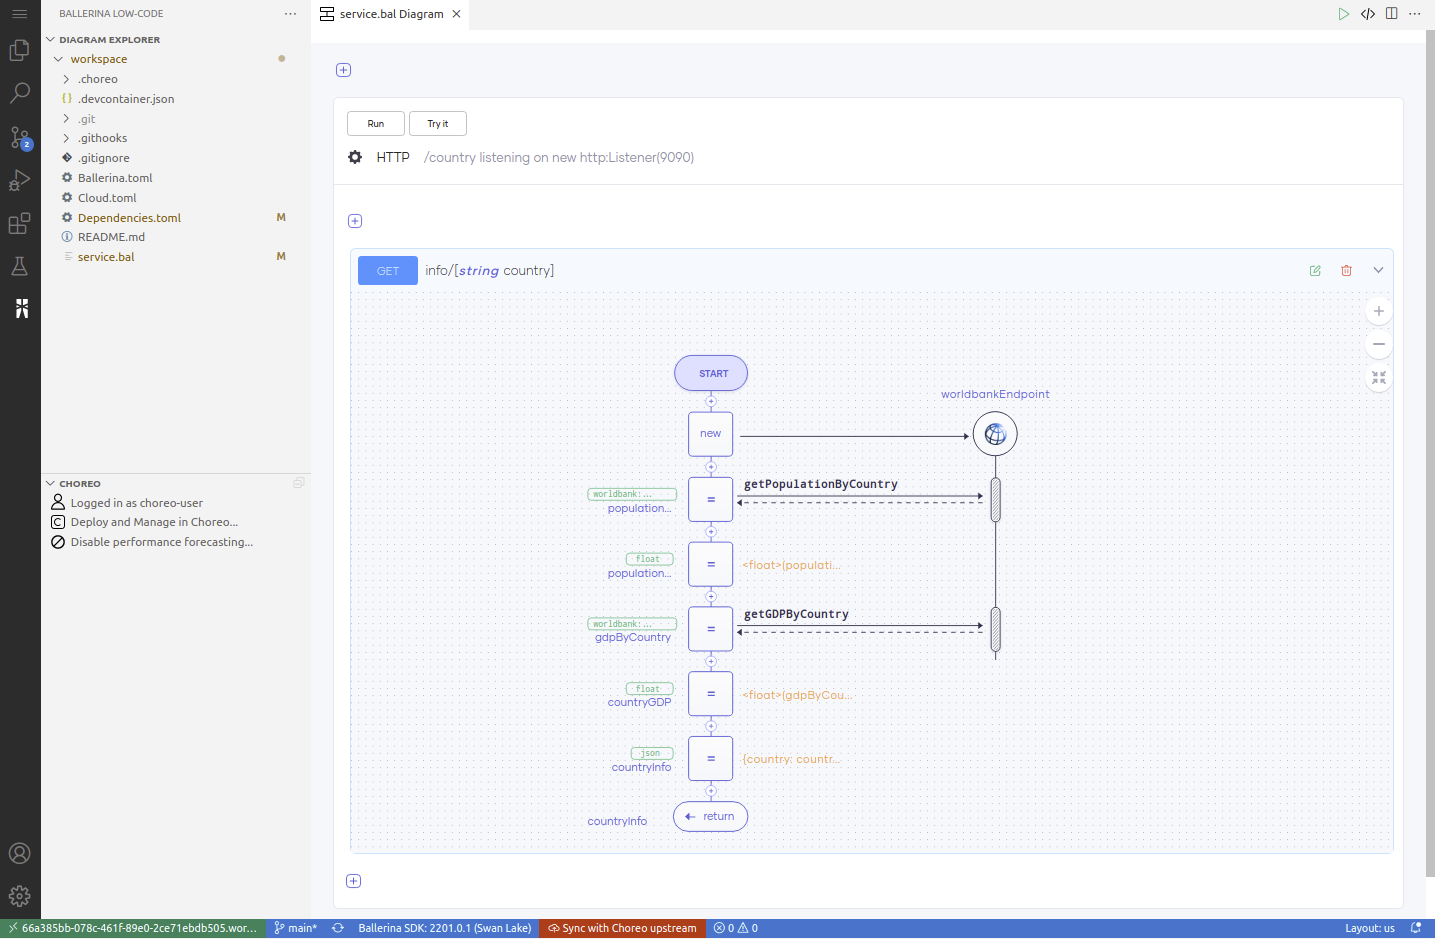 BALLERINA LOW-CODE
service.bal Diagram
DIAGRAM EXPLORER
workspace
.choreo
{} .devcontainer.json
.git
.githooks
.gitignore
Ballerina.toml
Cloud.toml
Dependencies.toml M
README.md
service.bal M
2
CHOREO
Logged in as choreo-user
Deploy and Manage in Choreo...
Disable performance forecasting...
Run
Try it
HTTP /country listening on new http:Listener(9090)
GET info/[string country]
START
worldbankEndpoint
new
worldbank:...
population...
=
getPopulationByCountry
float
population...
=
<float>(populati...
worldbank:...
gdpByCountry
=
getGDPByCountry
float
countryGDP
=
<float>(gdpByCou...
json
countryInfo
=
{country: countr...
countryInfo
return
66a385bb-078c-461f-89e0-2ce71ebdb505.wor... main* Ballerina SDK: 2201.0.1 (Swan Lake) Sync with Choreo upstream 0 0 Layout: us